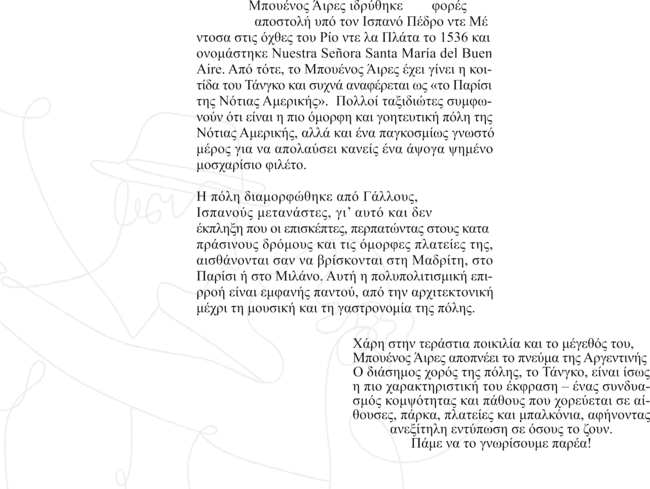 Μπουένος Άιρες ιδρύθηκε φορές
αποστολή υπό τον Ισπανό Πέδρο ντε Μέ
ντοσα στις όχθες του Ρίο ντε λα Πλάτα το 1536 και
ονομάστηκε Nuestra Señora Santa María del Buen
Aire. Από τότε, το Μπουένος Άιρες έχει γίνει η κοι-
τίδα του Τάνγκο και συχνά αναφέρεται ως «το Παρίσι
της Νότιας Αμερικής». Πολλοί ταξιδιώτες συμφω-
νούν ότι είναι η πιο όμορφη και γοητευτική πόλη της
Νότιας Αμερικής, αλλά και ένα παγκοσμίως γνωστό
μέρος για να απολαύσει κανείς ένα άψογα ψημένο
μοσχαρίσιο φιλέτο.
Η πόλη διαμορφώθηκε από Γάλλους,
Ισπανούς μετανάστες, γι’ αυτό και δεν
έκπληξη που οι επισκέπτες, περπατώντας στους κατα
πράσινους δρόμους και τις όμορφες πλατείες της,
αισθάνονται σαν να βρίσκονται στη Μαδρίτη, στο
Παρίσι ή στο Μιλάνο. Αυτή η πολυπολιτισμική επι-
ρροή είναι εμφανής παντού, από την αρχιτεκτονική
μέχρι τη μουσική και τη γαστρονομία της πόλης.
Χάρη στην τεράστια ποικιλία και το μέγεθός του,
Μπουένος Άιρες αποπνέει το πνεύμα της Αργεντινής
Ο διάσημος χορός της πόλης, το Τάνγκο, είναι ίσως
η πιο χαρακτηριστική του έκφραση – ένας συνδυα-
σμός κομψότητας και πάθους που χορεύεται σε αί-
θουσες, πάρκα, πλατείες και μπαλκόνια, αφήνοντας
ανεξίτηλη εντύπωση σε όσους το ζουν.
Πάμε να το γνωρίσουμε παρέα!